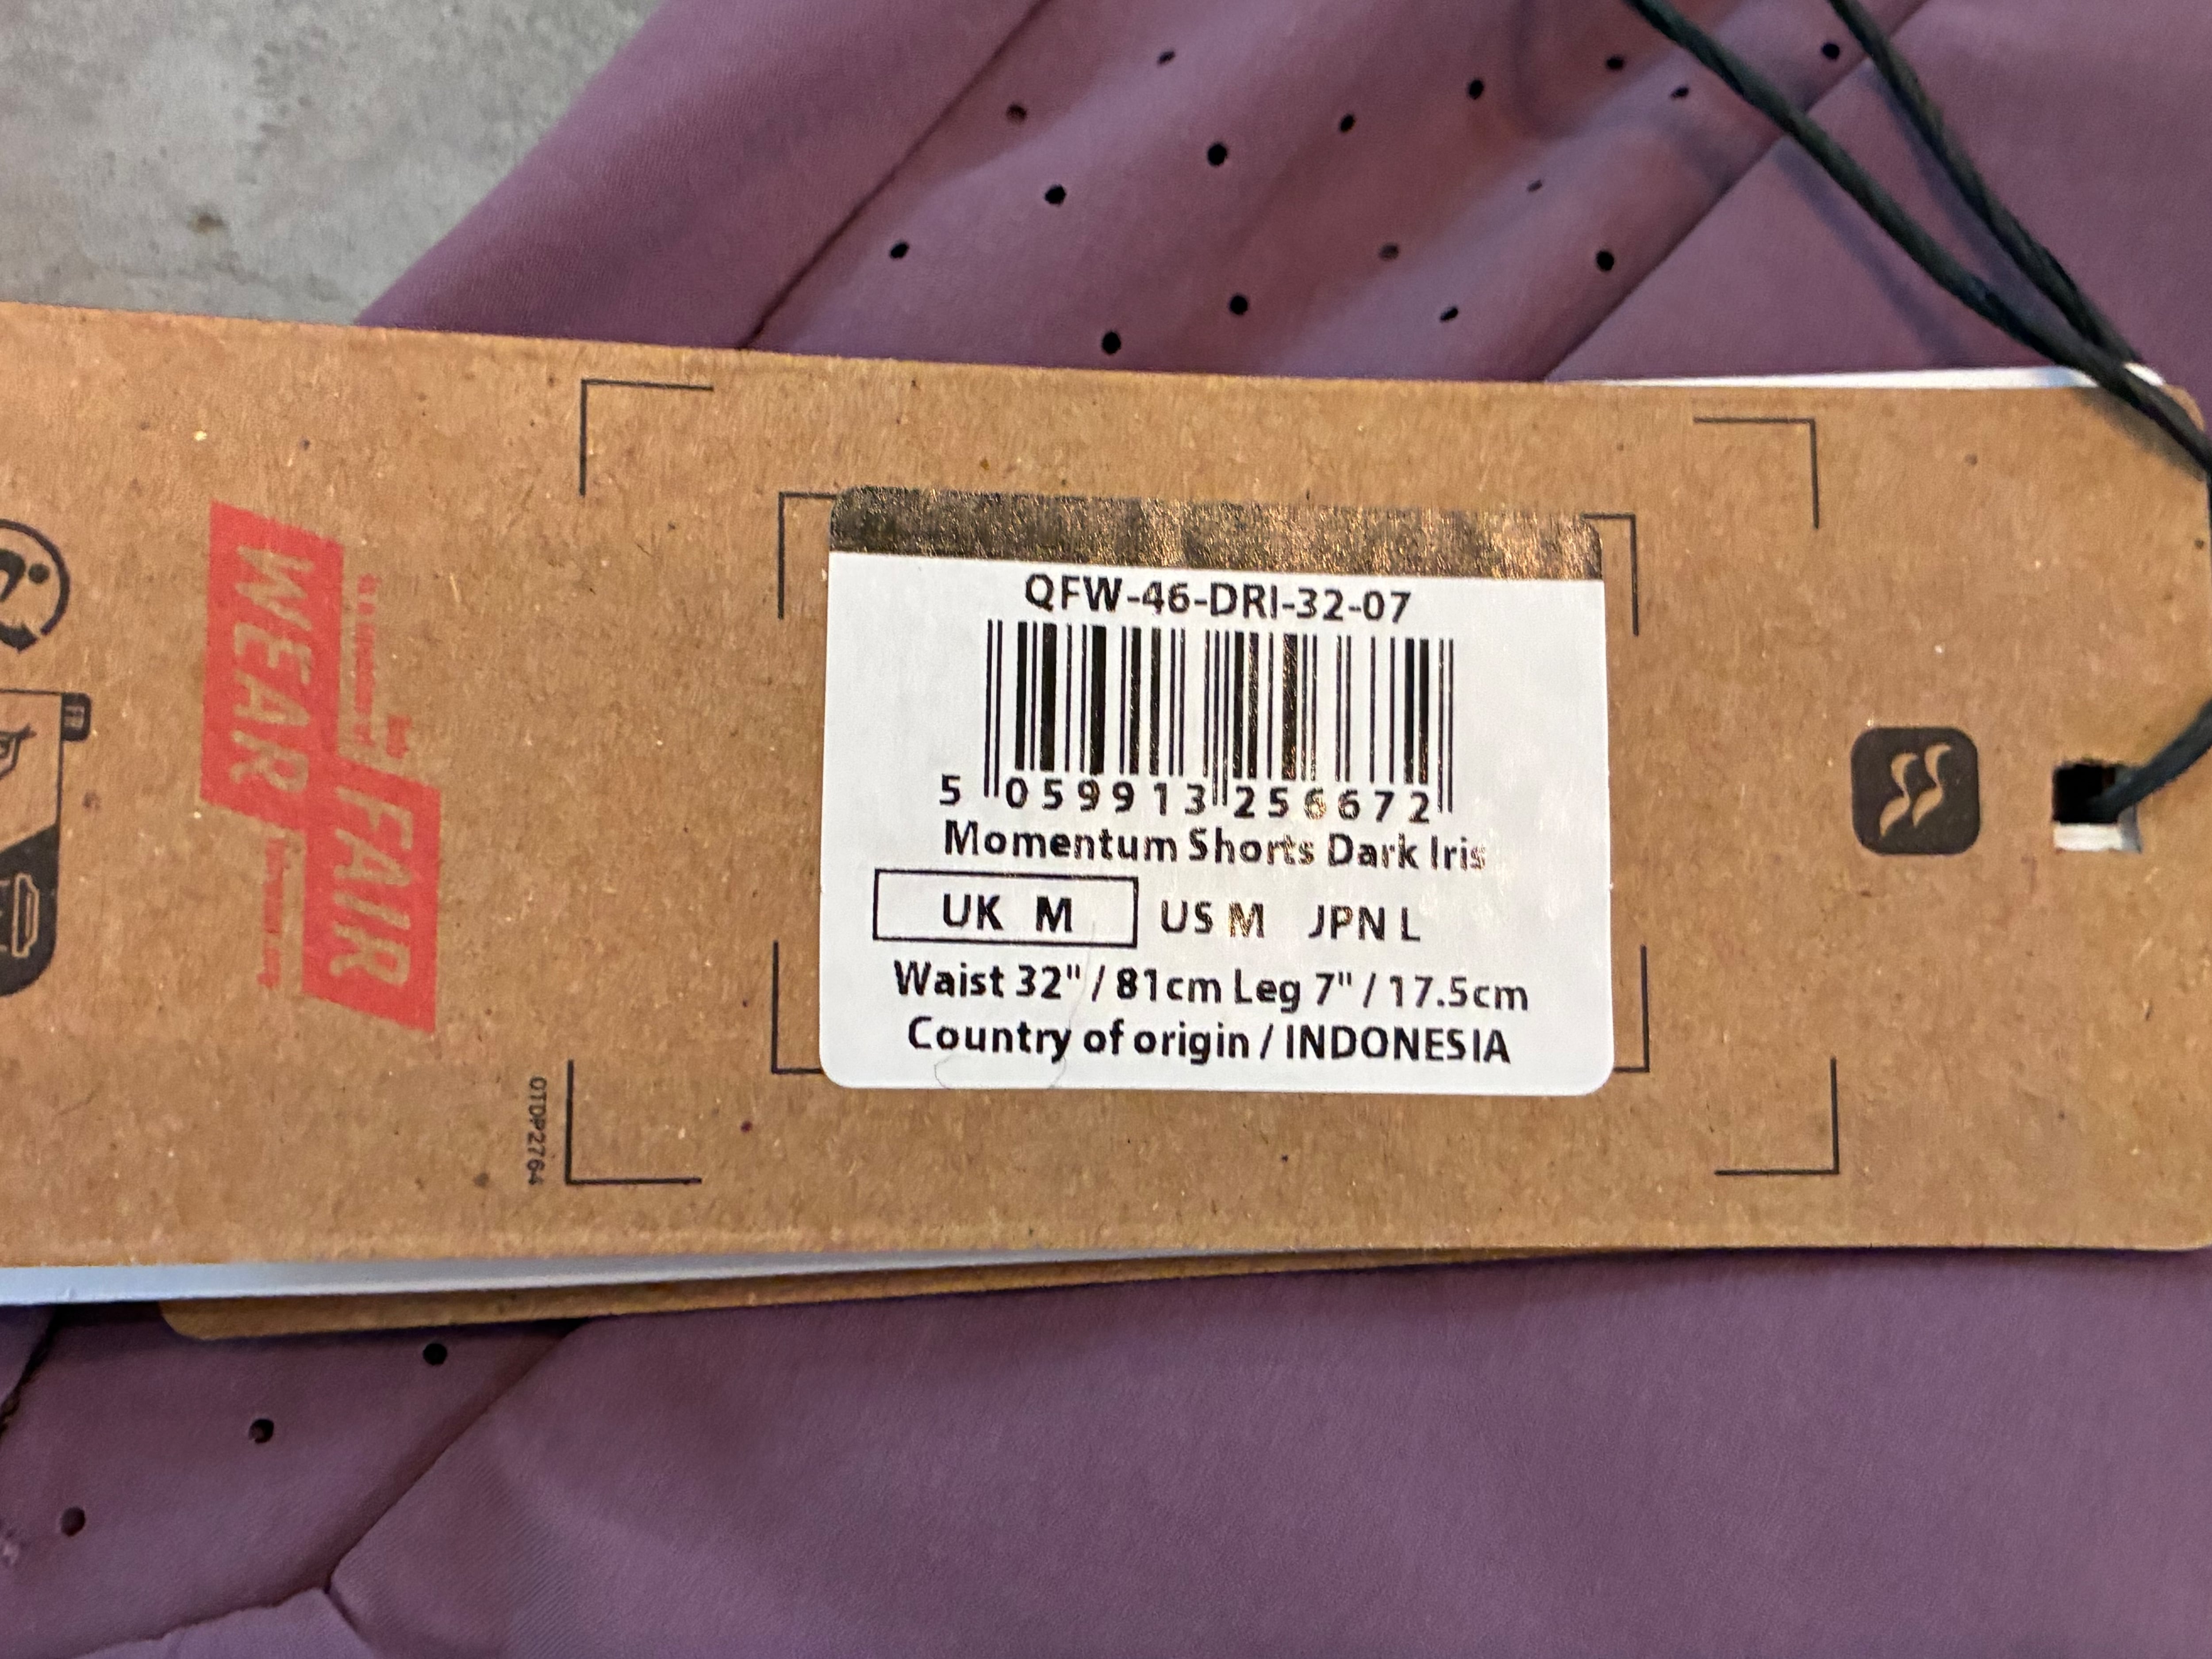 QFW-46-DRI-32-07
5 059913 256672
Momentum Shorts Dark Iris
UK M US M JPN L
Waist 32" / 81cm Leg 7" / 17.5cm
Country of origin / INDONESIA
FAIR
WEAR
OTDP2764
FR